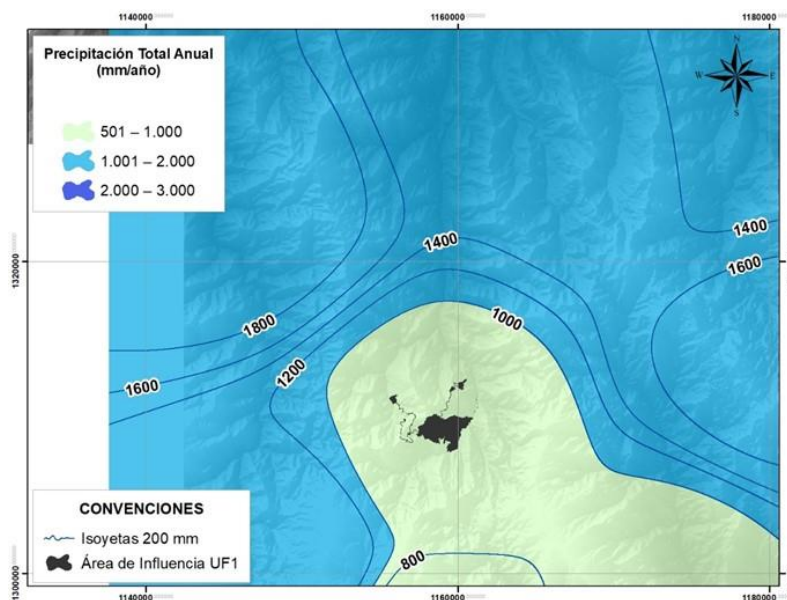 1140000
1160000
1180000
Precipitación Total Anual
(mm/año)
501 – 1.000
1.001 – 2.000
2.000 – 3.000
N
W
E
S
1400
1400
1320000
1320000
1600
1800
1000
1200
1600
CONVENCIONES
Isoyetas 200 mm
Área de Influencia UF1
800
1300000
1300000
1140000
1160000
1180000